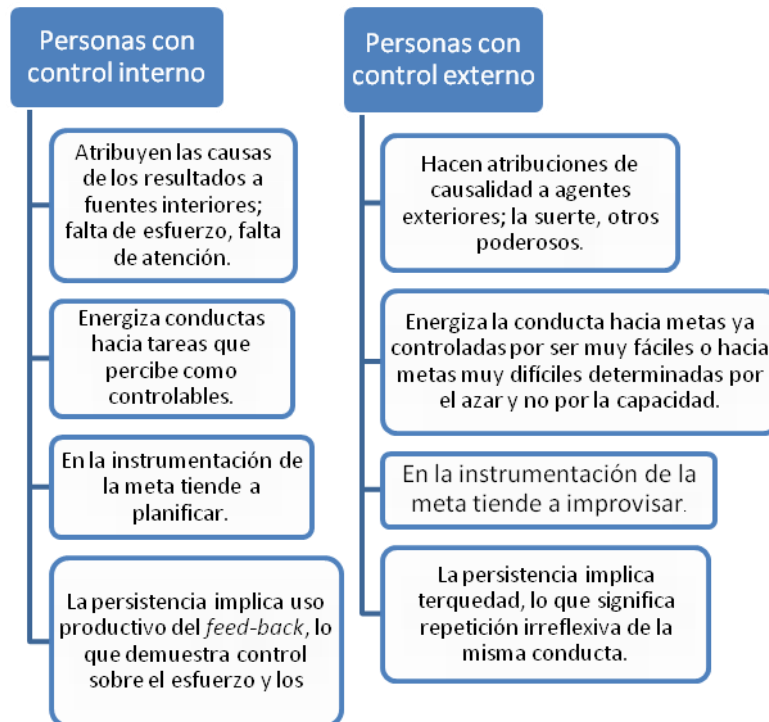 Personas con
control interno
Atribuyen las causas
de los resultados a
fuentes interiores;
falta de esfuerzo, falta
de atención.
Energiza conductas
hacia tareas que
percibe como
controlables.
En la instrumentación de
la meta tiende a
planificar.
La persistencia implica uso
productivo del feed-back, lo
que demuestra control
sobre el esfuerzo y los
Personas con
control externo
Hacen atribuciones de
causalidad a agentes
exteriores; la suerte, otros
poderosos.
Energiza la conducta hacia metas ya
controladas por ser muy fáciles o hacia
metas muy difíciles determinadas por
el azar y no por la capacidad.
En la instrumentación de la
meta tiende a improvisar.
La persistencia implica
terquedad, lo que significa
repetición irreflexiva de la
misma conducta.